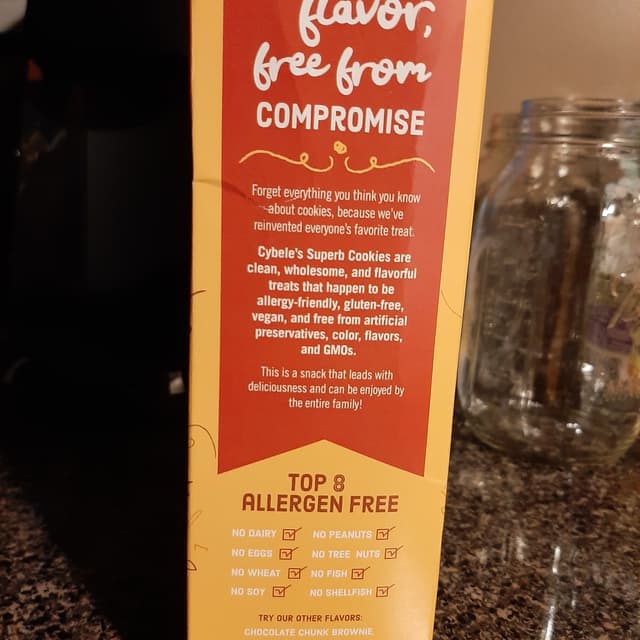 flavor,
free from
COMPROMISE
Forget everything you think you know
about cookies, because we've
reinvented everyone's favorite treat.
Cybele's Superb Cookies are
clean, wholesome, and flavorful
treats that happen to be
allergy-friendly, gluten-free,
vegan, and free from artificial
preservatives, color, flavors,
and GMOs.
This is a snack that leads with
deliciousness and can be enjoyed by
the entire family!
TOP 8
ALLERGEN FREE
NO DAIRY NO PEANUTS
NO EGGS NO TREE NUTS
NO WHEAT NO FISH
NO SOY NO SHELLFISH
TRY OUR OTHER FLAVORS:
CHOCOLATE CHUNK BROWNIE